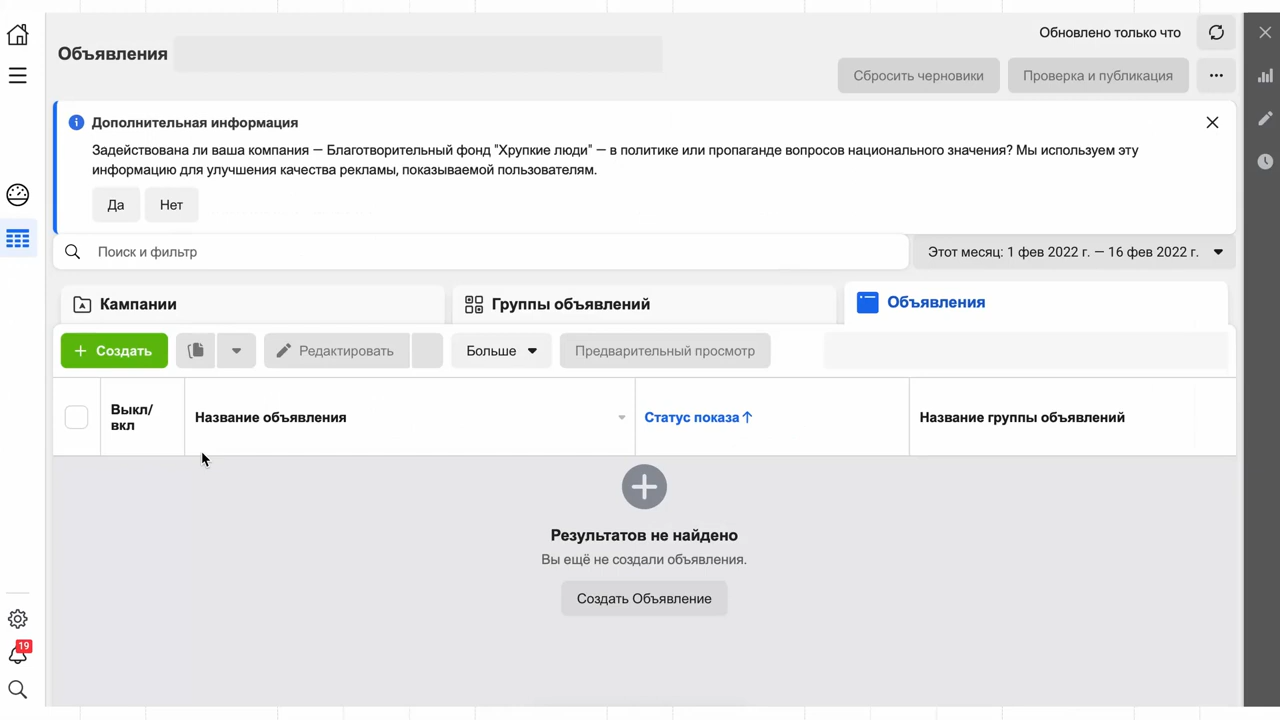 Обновлено только что
Объявления
Сбросить черновики
Проверка и публикация
Дополнительная информация
Задействована ли ваша компания — Благотворительный фонд "Хрупкие люди" — в политике или пропаганде вопросов национального значения? Мы используем эту
информацию для улучшения качества рекламы, показываемой пользователям.
Да
Нет
Поиск и фильтр
Этот месяц: 1 фев 2022 г. — 16 фев 2022 г.
Кампании
Группы объявлений
Объявления
+ Создать
Редактировать
Больше
Предварительный просмотр
Выкл/
вкл
Название объявления
Статус показа↑
Название группы объявлений
Результатов не найдено
Вы ещё не создали объявления.
Создать Объявление
19